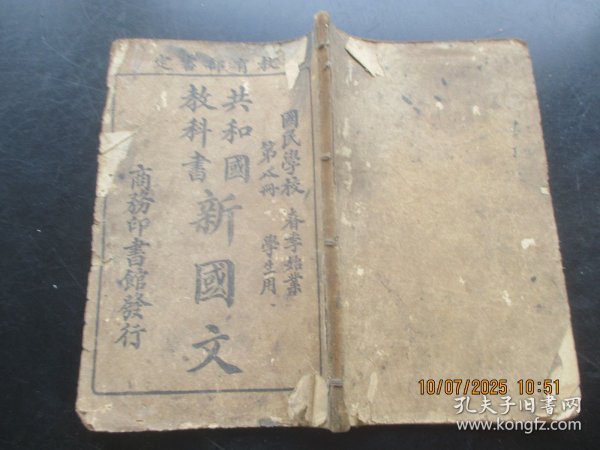 教育部審定
國民學校 春季始業
第八冊 學生用
共和國
教科書
新國文
商務印書館發行
10/07/2025 10:51
孔夫子旧书网
www.kongfz.com